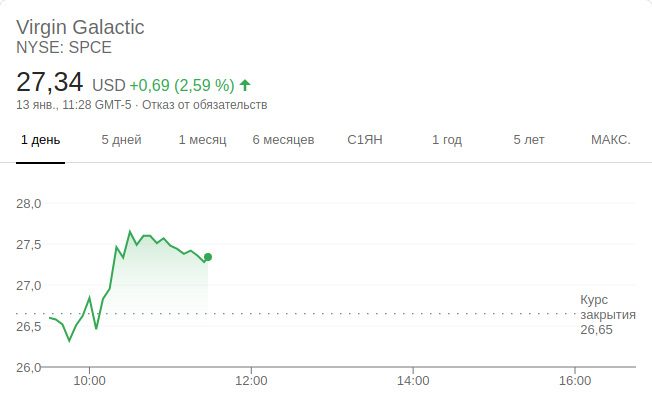 Virgin Galactic
NYSE: SPCE
27,34 USD +0,69 (2,59 %)
13 янв., 11:28 GMT-5 · Отказ от обязательств
1 день 5 дней 1 месяц 6 месяцев С1ЯН 1 год 5 лет МАКС.
28,0
27,5
27,0
Курс
закрытия
26,65
26,5
26,0
10:00 12:00 14:00 16:00